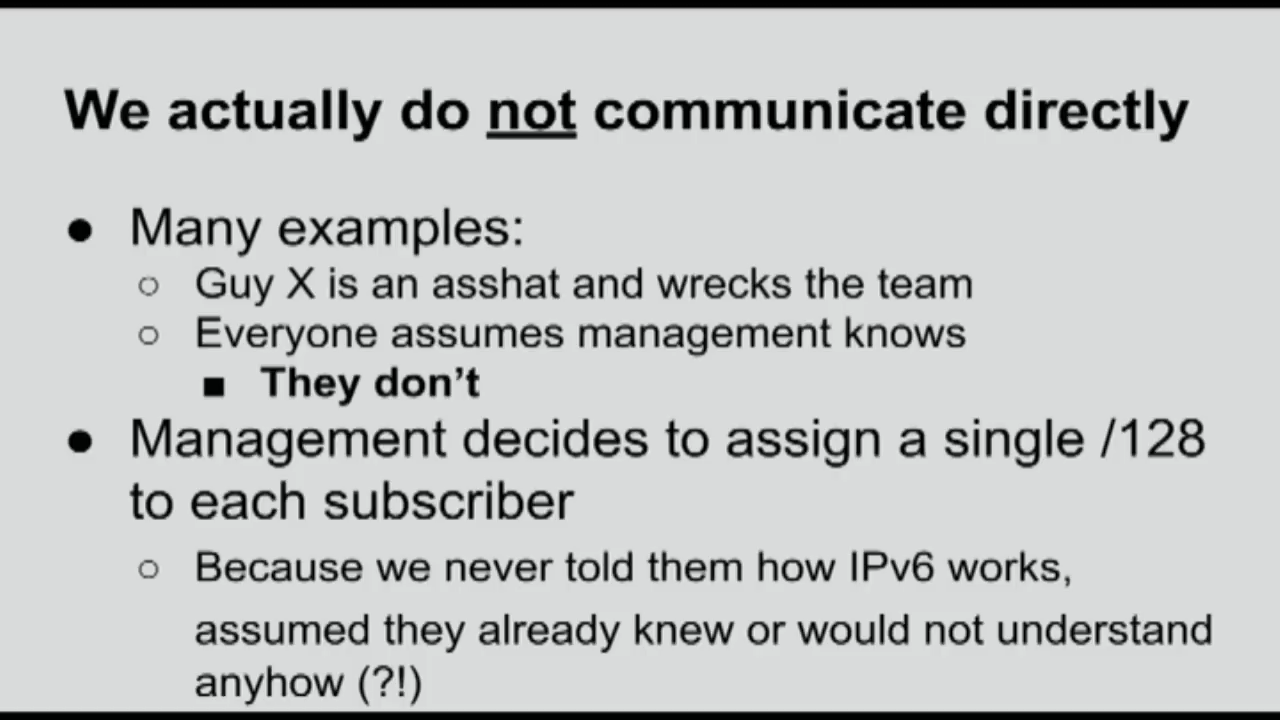 We actually do not communicate directly
● Many examples:
○ Guy X is an asshat and wrecks the team
○ Everyone assumes management knows
■ They don’t
● Management decides to assign a single /128
to each subscriber
○ Because we never told them how IPv6 works,
assumed they already knew or would not understand
anyhow (?!)